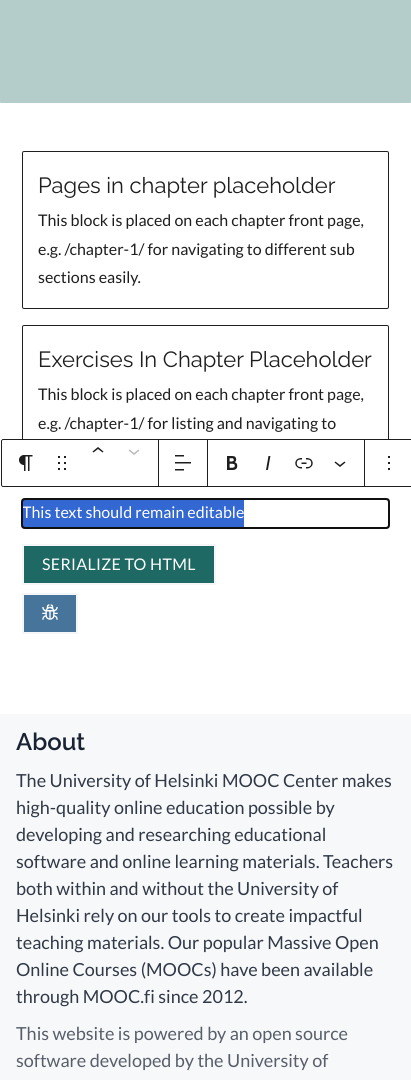 Pages in chapter placeholder
This block is placed on each chapter front page,
e.g. /chapter-1/ for navigating to different sub
sections easily.
Exercises In Chapter Placeholder
This block is placed on each chapter front page,
e.g. /chapter-1/ for listing and navigating to
B I
This text should remain editable
SERIALIZE TO HTML
About
The University of Helsinki MOOC Center makes
high-quality online education possible by
developing and researching educational
software and online learning materials. Teachers
both within and without the University of
Helsinki rely on our tools to create impactful
teaching materials. Our popular Massive Open
Online Courses (MOOCs) have been available
through MOOC.fi since 2012.
This website is powered by an open source
software developed by the University of